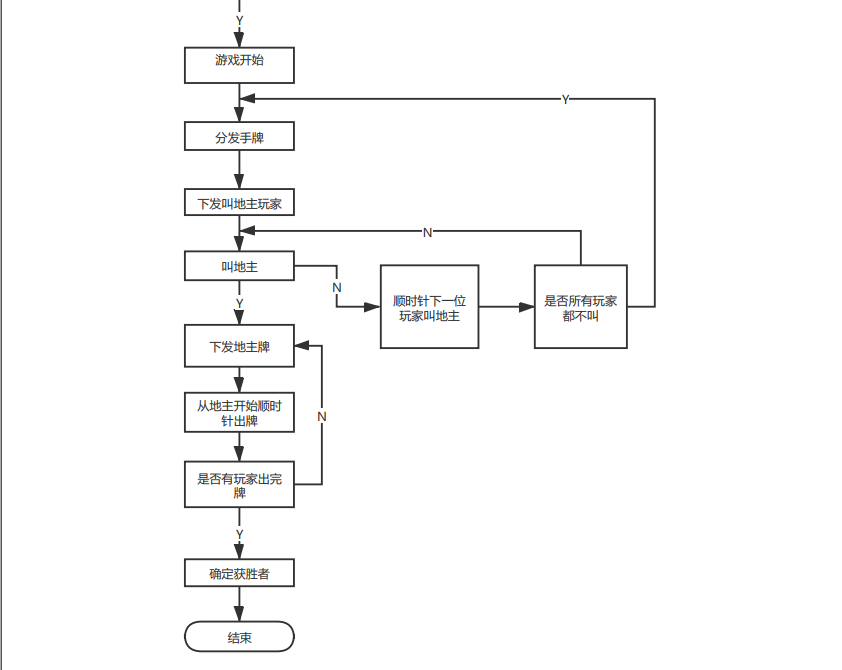 Y
游戏开始
Y
分发手牌
下发叫地主玩家
N
叫地主
N
顺时针下一位
玩家叫地主
是否所有玩家
都不叫
Y
下发地主牌
从地主开始顺时
针出牌
N
是否有玩家出完
牌
Y
确定获胜者
结束